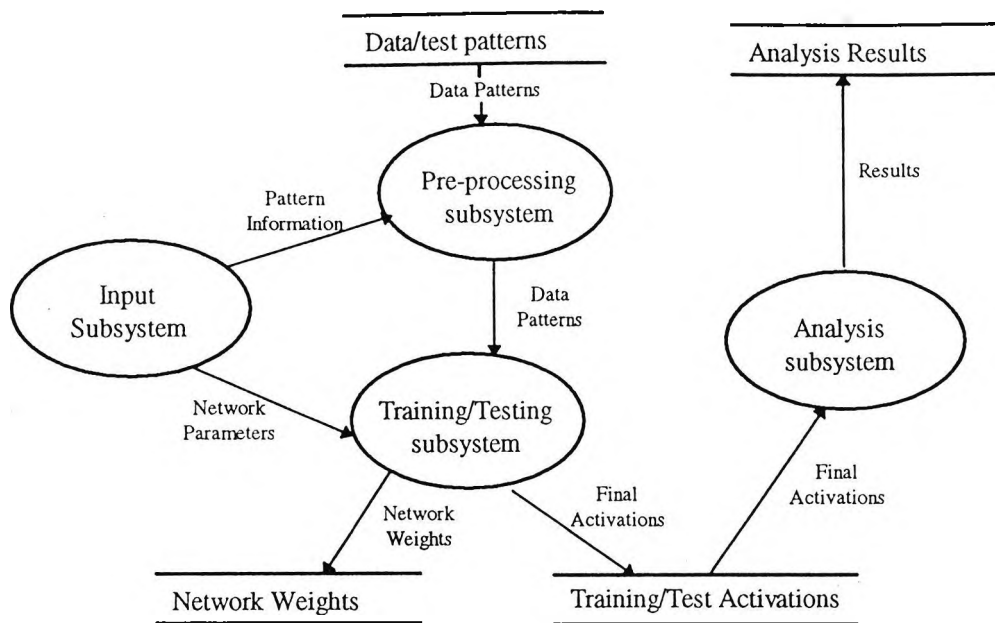 Data/test patterns
Analysis Results
Data Patterns
Pre-processing
subsystem
Results
Pattern
Information
Input
Subsystem
Data
Patterns
Analysis
subsystem
Network
Parameters
Training/Testing
subsystem
Final
Activations
Final
Activations
Network
Weights
Network Weights
Training/Test Activations